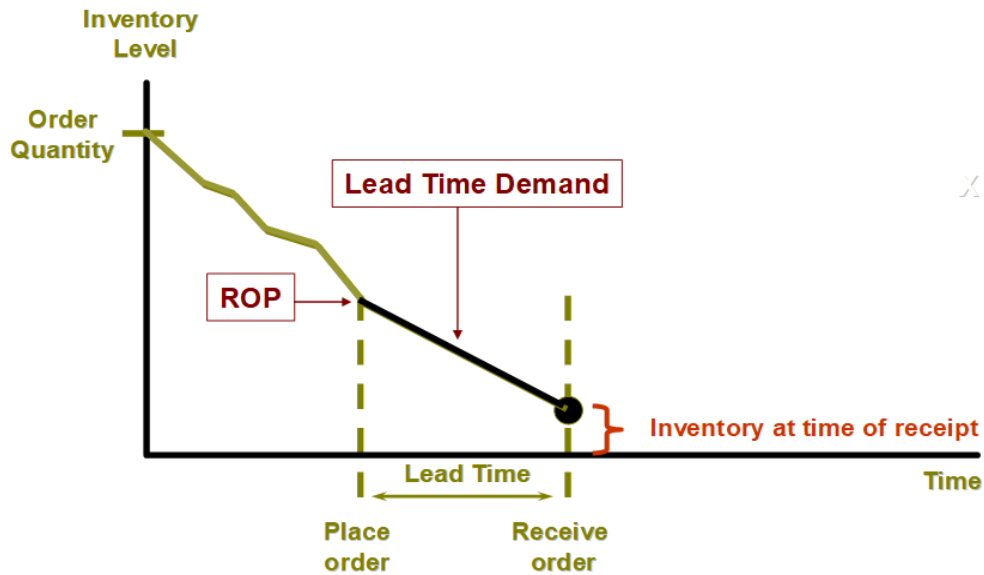 Inventory
Level
Order
Quantity
Lead Time Demand
X
ROP
Inventory at time of receipt
Lead Time
Time
Place
order
Receive
order